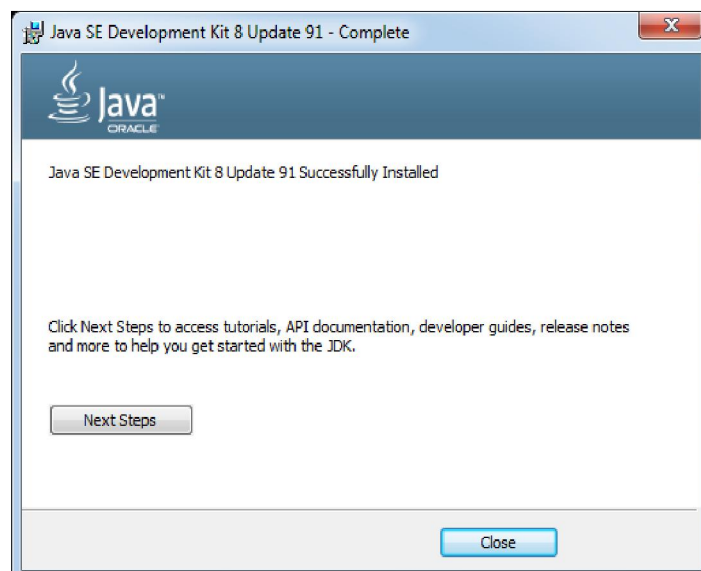 Java SE Development Kit 8 Update 91 - Complete
Java™
ORACLE
Java SE Development Kit 8 Update 91 Successfully Installed
Click Next Steps to access tutorials, API documentation, developer guides, release notes
and more to help you get started with the JDK.
Next Steps
Close